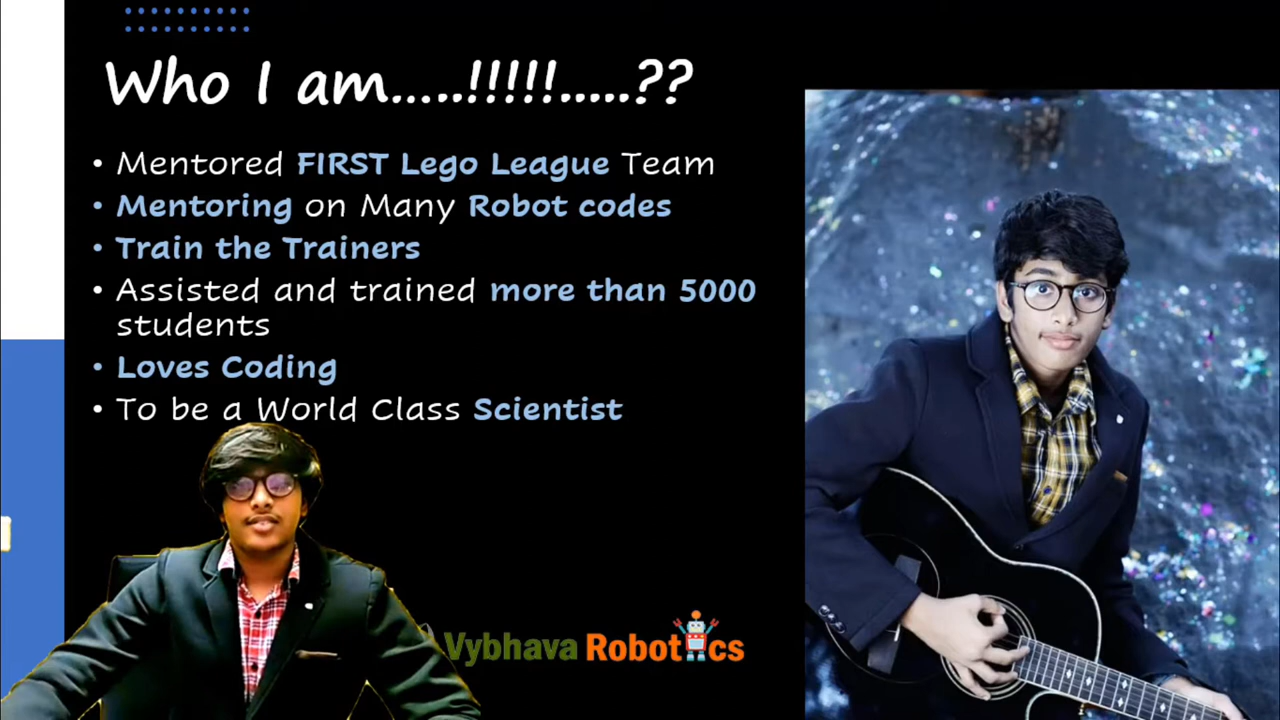 Who I am.....!!!!!.....??
• Mentored FIRST Lego League Team
• Mentoring on Many Robot codes
• Train the Trainers
• Assisted and trained more than 5000
students
• Loves Coding
• To be a World Class Scientist
Vybhava Robotics